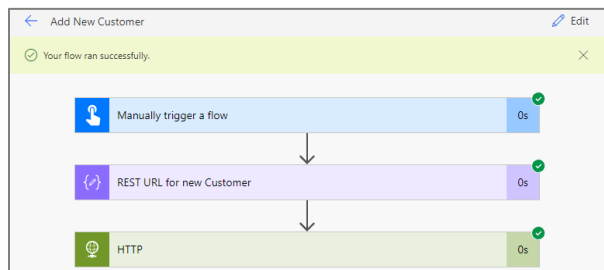 Add New Customer
Edit
Your flow ran successfully.
Manually trigger a flow
0s
REST URL for new Customer
0s
HTTP
0s